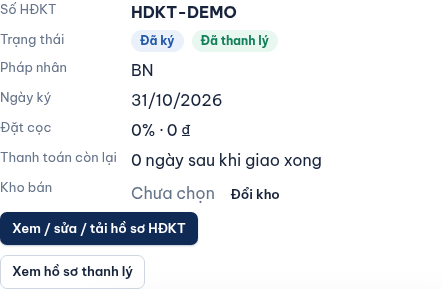 Số HĐKT HDKT-DEMO
Trạng thái Đã ký Đã thanh lý
Pháp nhân BN
Ngày ký 31/10/2026
Đặt cọc 0% · 0 ₫
Thanh toán còn lại 0 ngày sau khi giao xong
Kho bán Chưa chọn Đổi kho
Xem / sửa / tải hồ sơ HĐKT
Xem hồ sơ thanh lý